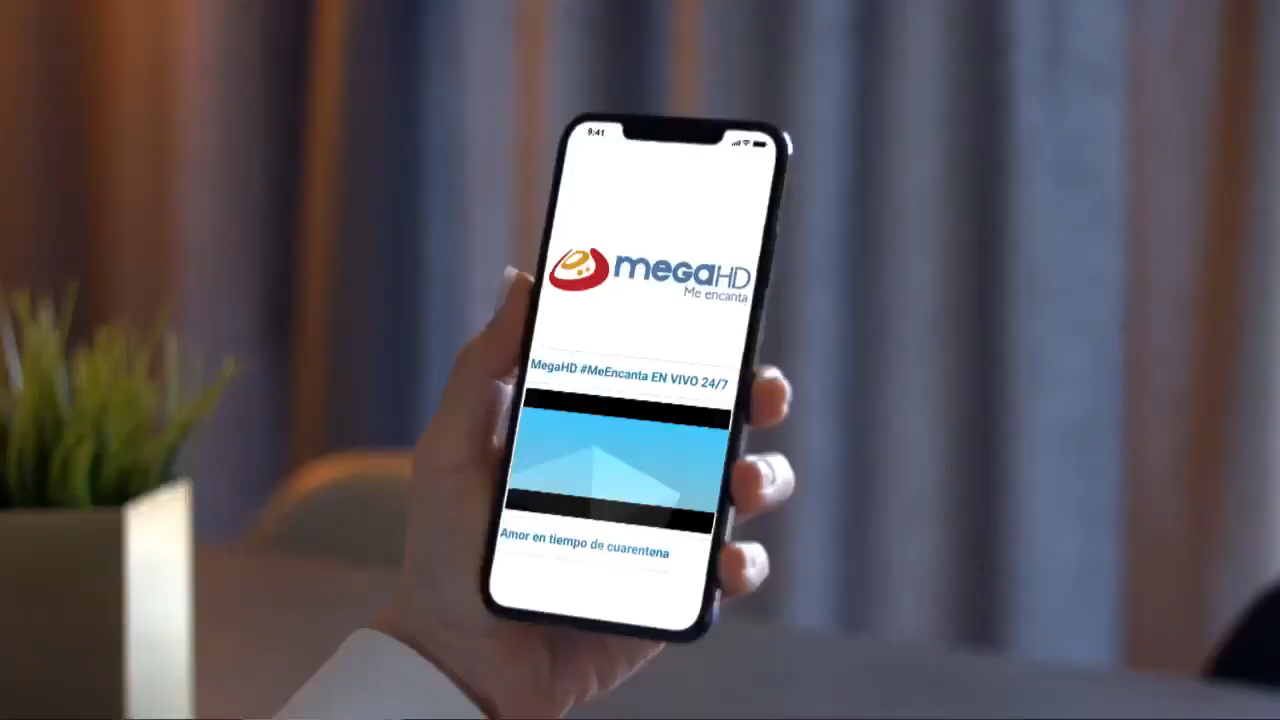 9:41
megaHD
Me encanta
MegaHD #MeEncanta EN VIVO 24/7
Amor en tiempo de cuarentena